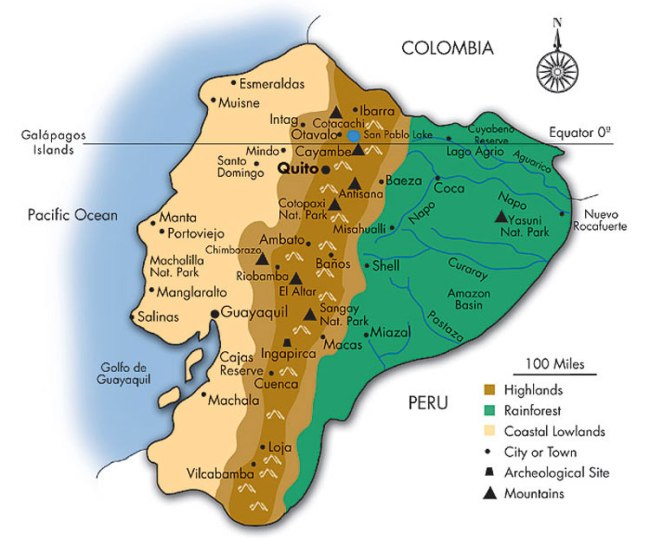 N
COLOMBIA
Esmeraldas
Muisne
Ibarra
Intag
Cotacachi
Otavalo
San Pablo Lake
Cuyabeno
Reserve
Equator 0º
Galápagos
Islands
Mindo
Cayambe
Lago Agrio
Aguarico
Santo
Domingo
Quito
Baeza
Coca
Antisana
Cotopaxi
Nat. Park
Napo
Napo
Yasuni
Nat. Park
Nuevo
Rocafuerte
Pacific Ocean
Manta
Portoviejo
Misahualli
Ambato
Chimborazo
Machalilla
Nat. Park
Riobamba
Baños
Shell
Curaray
El Altar
Manglaralto
Amazon
Basin
Salinas
Guayaquil
Sangay
Nat. Park
Pastaza
Miazal
Macas
Ingapirca
Cajas
Reserve
Golfo de
Guayaquil
Cuenca
Machala
PERU
Loja
Vilcabamba
100 Miles
Highlands
Rainforest
Coastal Lowlands
City or Town
Archeological Site
Mountains